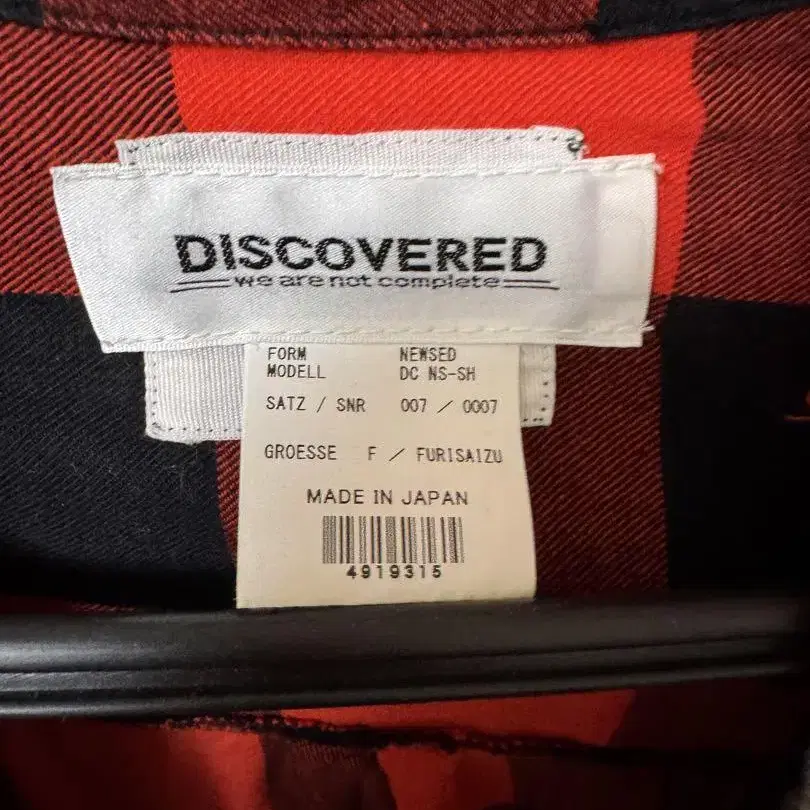 DISCOVERED
we are not complete
FORM NEWSED
MODELL DC NS-SH
SATZ / SNR 007 / 0007
GROESSE F / FURISAIZU
MADE IN JAPAN
4919315